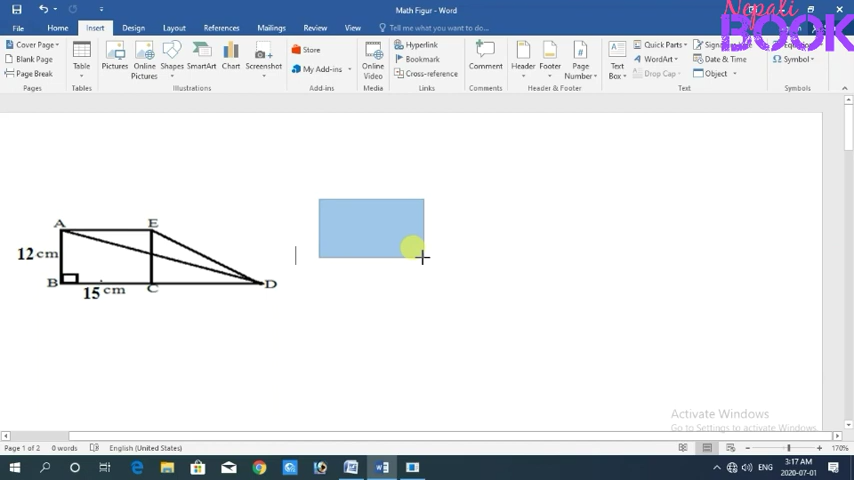 Math Figur - Word
Nepali
BOOK
File Home Insert Design Layout References Mailings Review View Tell me what you want to do...
Cover Page
Blank Page
Page Break
Pages
Table
Tables
Pictures Online Pictures Shapes SmartArt Chart Screenshot
Illustrations
Store
My Add-ins
Add-ins
Online Video
Media
Hyperlink
Bookmark
Cross-reference
Links
Comment
Comments
Header Footer Page Number
Header & Footer
Text Box
Quick Parts
WordArt
Drop Cap
Date & Time
Object
Text
Symbol
Symbols
A E
12 cm
B C D
15 cm
Activate Windows
Go to Settings to activate Windows.
Page 1 of 2 0 words English (United States) 170%
ENG 3:17 AM
2020-07-01